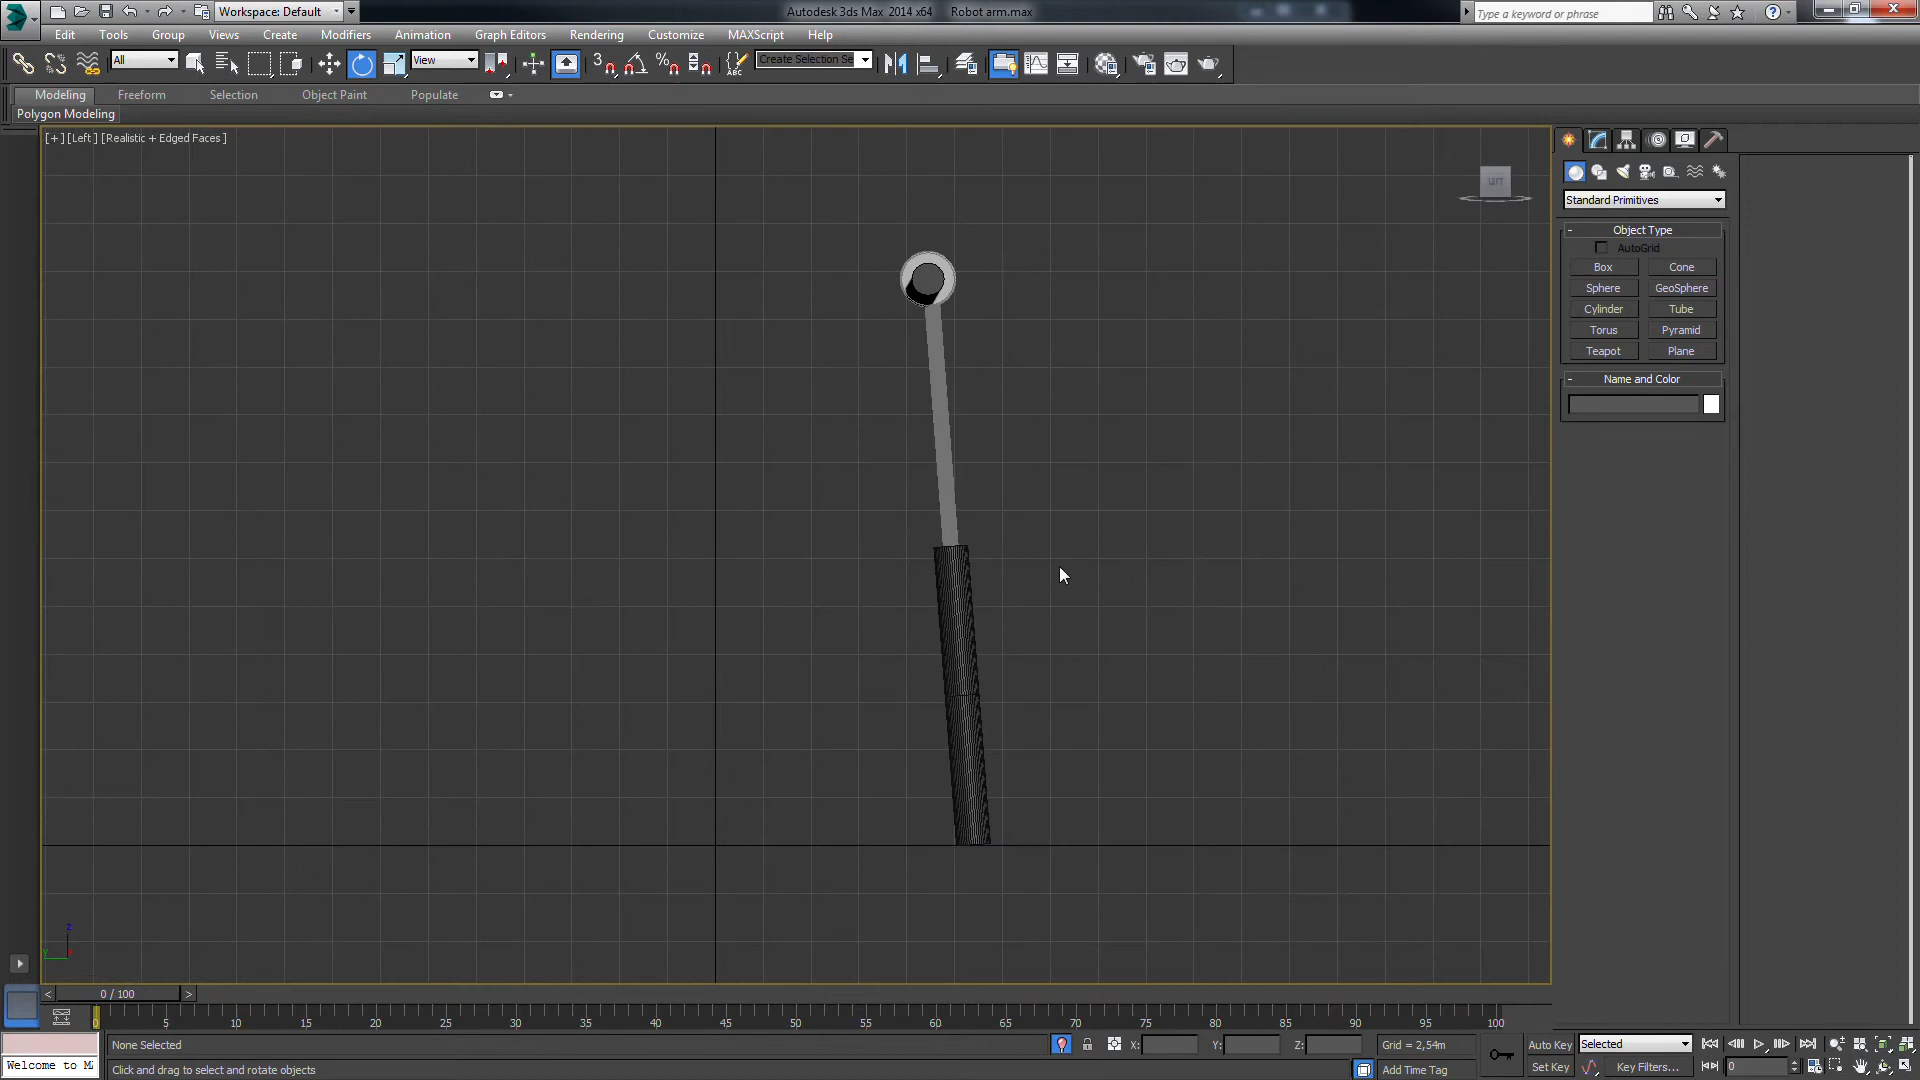 Workspace: Default
Autodesk 3ds Max 2014 x64 Robot arm.max
Type a keyword or phrase
Edit Tools Group Views Create Modifiers Animation Graph Editors Rendering Customize MAXScript Help
All
View
3
ABC
Create Selection Se
Modeling Freeform Selection Object Paint Populate
Polygon Modeling
[+] [Left] [Realistic + Edged Faces]
LEFT
Standard Primitives
- Object Type
AutoGrid
Box Cone
Sphere GeoSphere
Cylinder Tube
Torus Pyramid
Teapot Plane
- Name and Color
z
y
< 0 / 100 >
0 5 10 15 20 25 30 35 40 45 50 55 60 65 70 75 80 85 90 95 100
None Selected X: Y: Z: Grid = 2,54m Auto Key Selected
Welcome to M Click and drag to select and rotate objects Add Time Tag Set Key Key Filters... 0